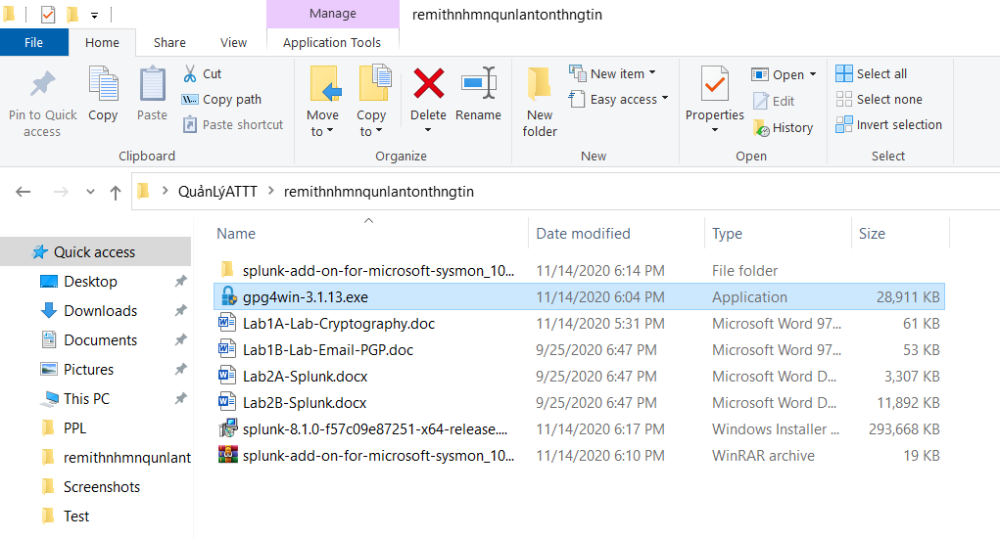 Manage remithnhmnqunlantonthngtin
File Home Share View Application Tools
Pin to Quick access
Copy
Paste
Cut
Copy path
Paste shortcut
Clipboard
Move to
Copy to
Delete
Rename
Organize
New folder
New item
Easy access
New
Properties
Open
Edit
History
Open
Select all
Select none
Invert selection
Select
QuảnLýATTT > remithnhmnqunlantonthngtin
Quick access
Desktop
Downloads
Documents
Pictures
This PC
PPL
remithnhmnqunlant
Screenshots
Test
Name Date modified Type Size
splunk-add-on-for-microsoft-sysmon_10... 11/14/2020 6:14 PM File folder
gpg4win-3.1.13.exe 11/14/2020 6:04 PM Application 28,911 KB
Lab1A-Lab-Cryptography.doc 11/14/2020 5:31 PM Microsoft Word 97... 61 KB
Lab1B-Lab-Email-PGP.doc 9/25/2020 6:47 PM Microsoft Word 97... 53 KB
Lab2A-Splunk.docx 9/25/2020 6:47 PM Microsoft Word D... 3,307 KB
Lab2B-Splunk.docx 9/25/2020 6:47 PM Microsoft Word D... 11,892 KB
splunk-8.1.0-f57c09e87251-x64-release.... 11/14/2020 6:17 PM Windows Installer ... 293,668 KB
splunk-add-on-for-microsoft-sysmon_10... 11/14/2020 6:10 PM WinRAR archive 19 KB